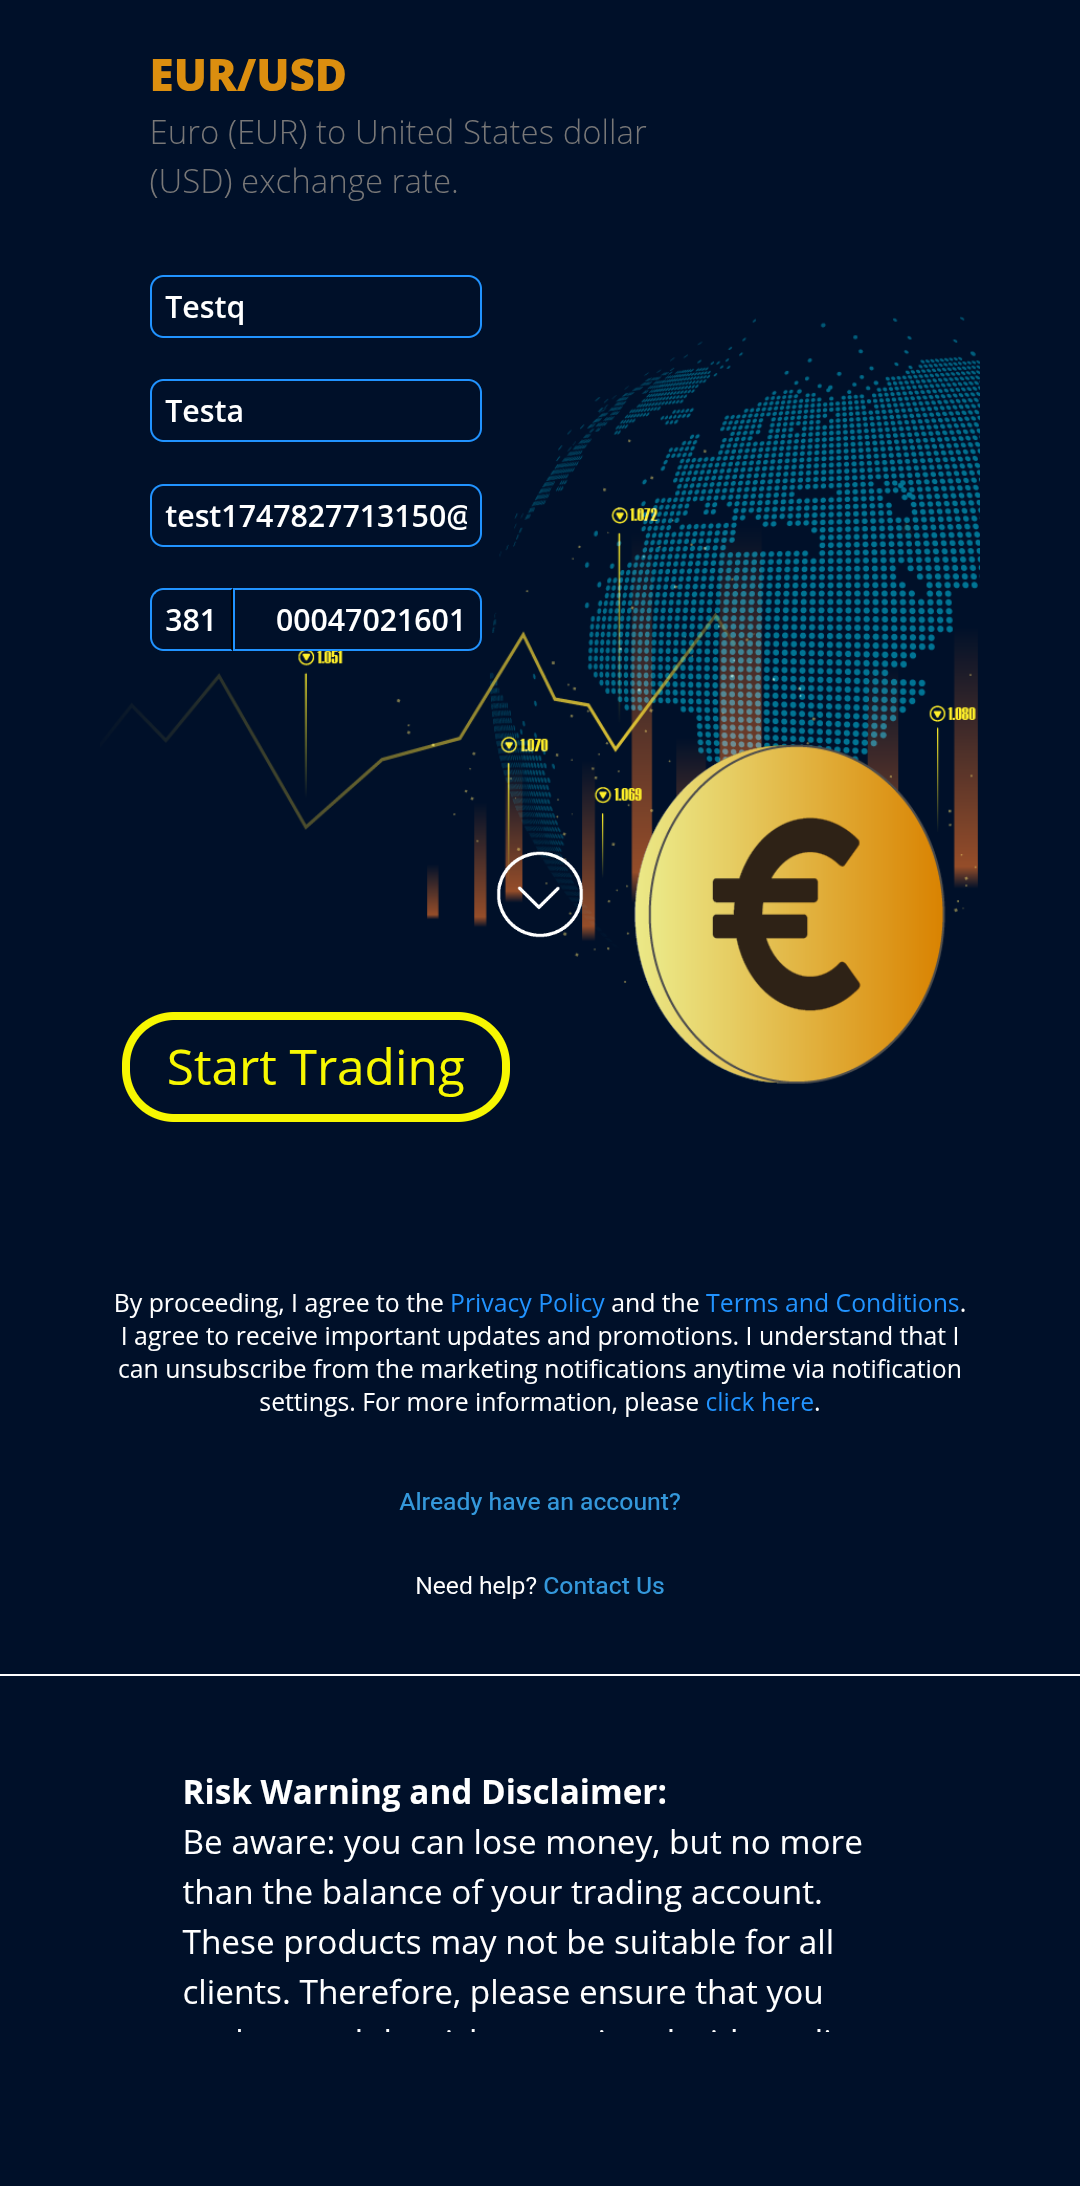 EUR/USD
Euro (EUR) to United States dollar
(USD) exchange rate.
Testq
Testa
test1747827713150@
381 00047021601
1.072
1.051
1.080
1.070
1.069
€
Start Trading
By proceeding, I agree to the Privacy Policy and the Terms and Conditions.
I agree to receive important updates and promotions. I understand that I
can unsubscribe from the marketing notifications anytime via notification
settings. For more information, please click here.
Already have an account?
Need help? Contact Us
Risk Warning and Disclaimer:
Be aware: you can lose money, but no more
than the balance of your trading account.
These products may not be suitable for all
clients. Therefore, please ensure that you